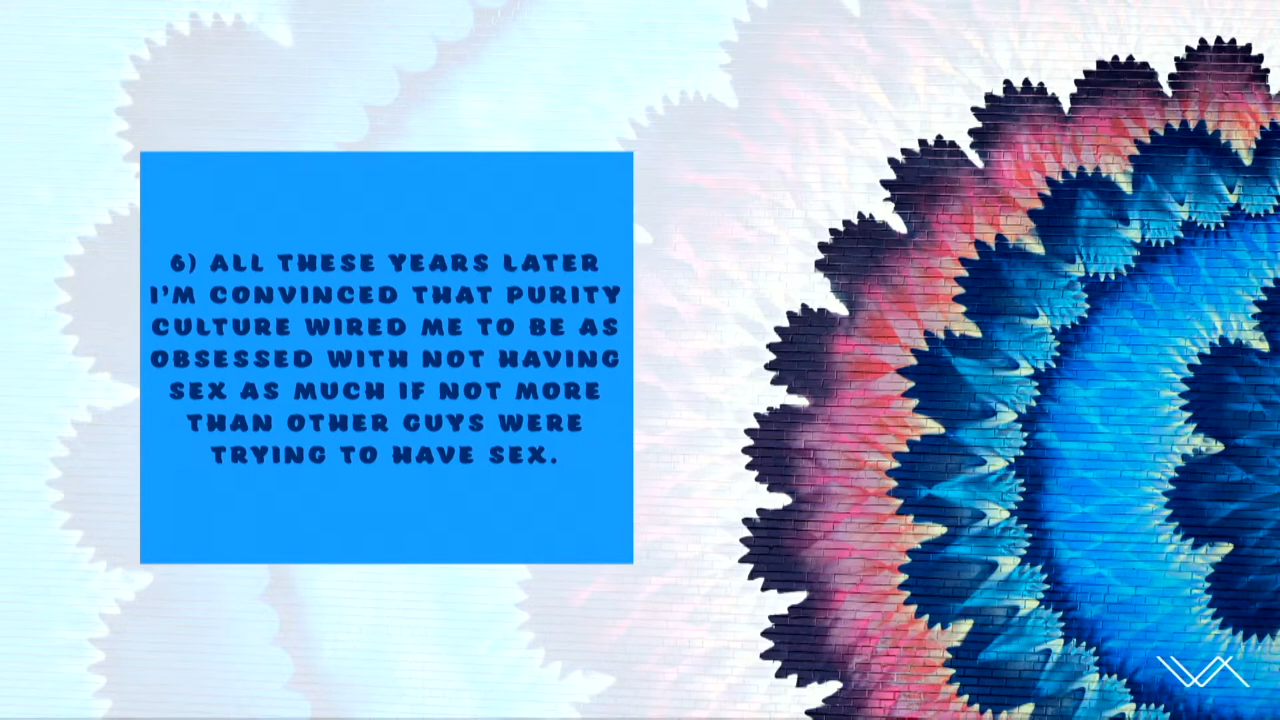 6) ALL THESE YEARS LATER
I'M CONVINCED THAT PURITY
CULTURE WIRED ME TO BE AS
OBSESSED WITH NOT HAVING
SEX AS MUCH IF NOT MORE
THAN OTHER GUYS WERE
TRYING TO HAVE SEX.